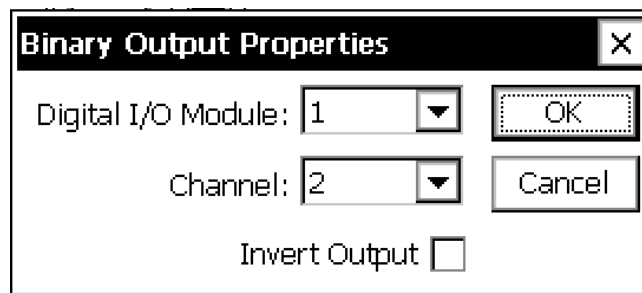 Binary Output Properties
Digital I/O Module: 1 OK
Channel: 2 Cancel
Invert Output